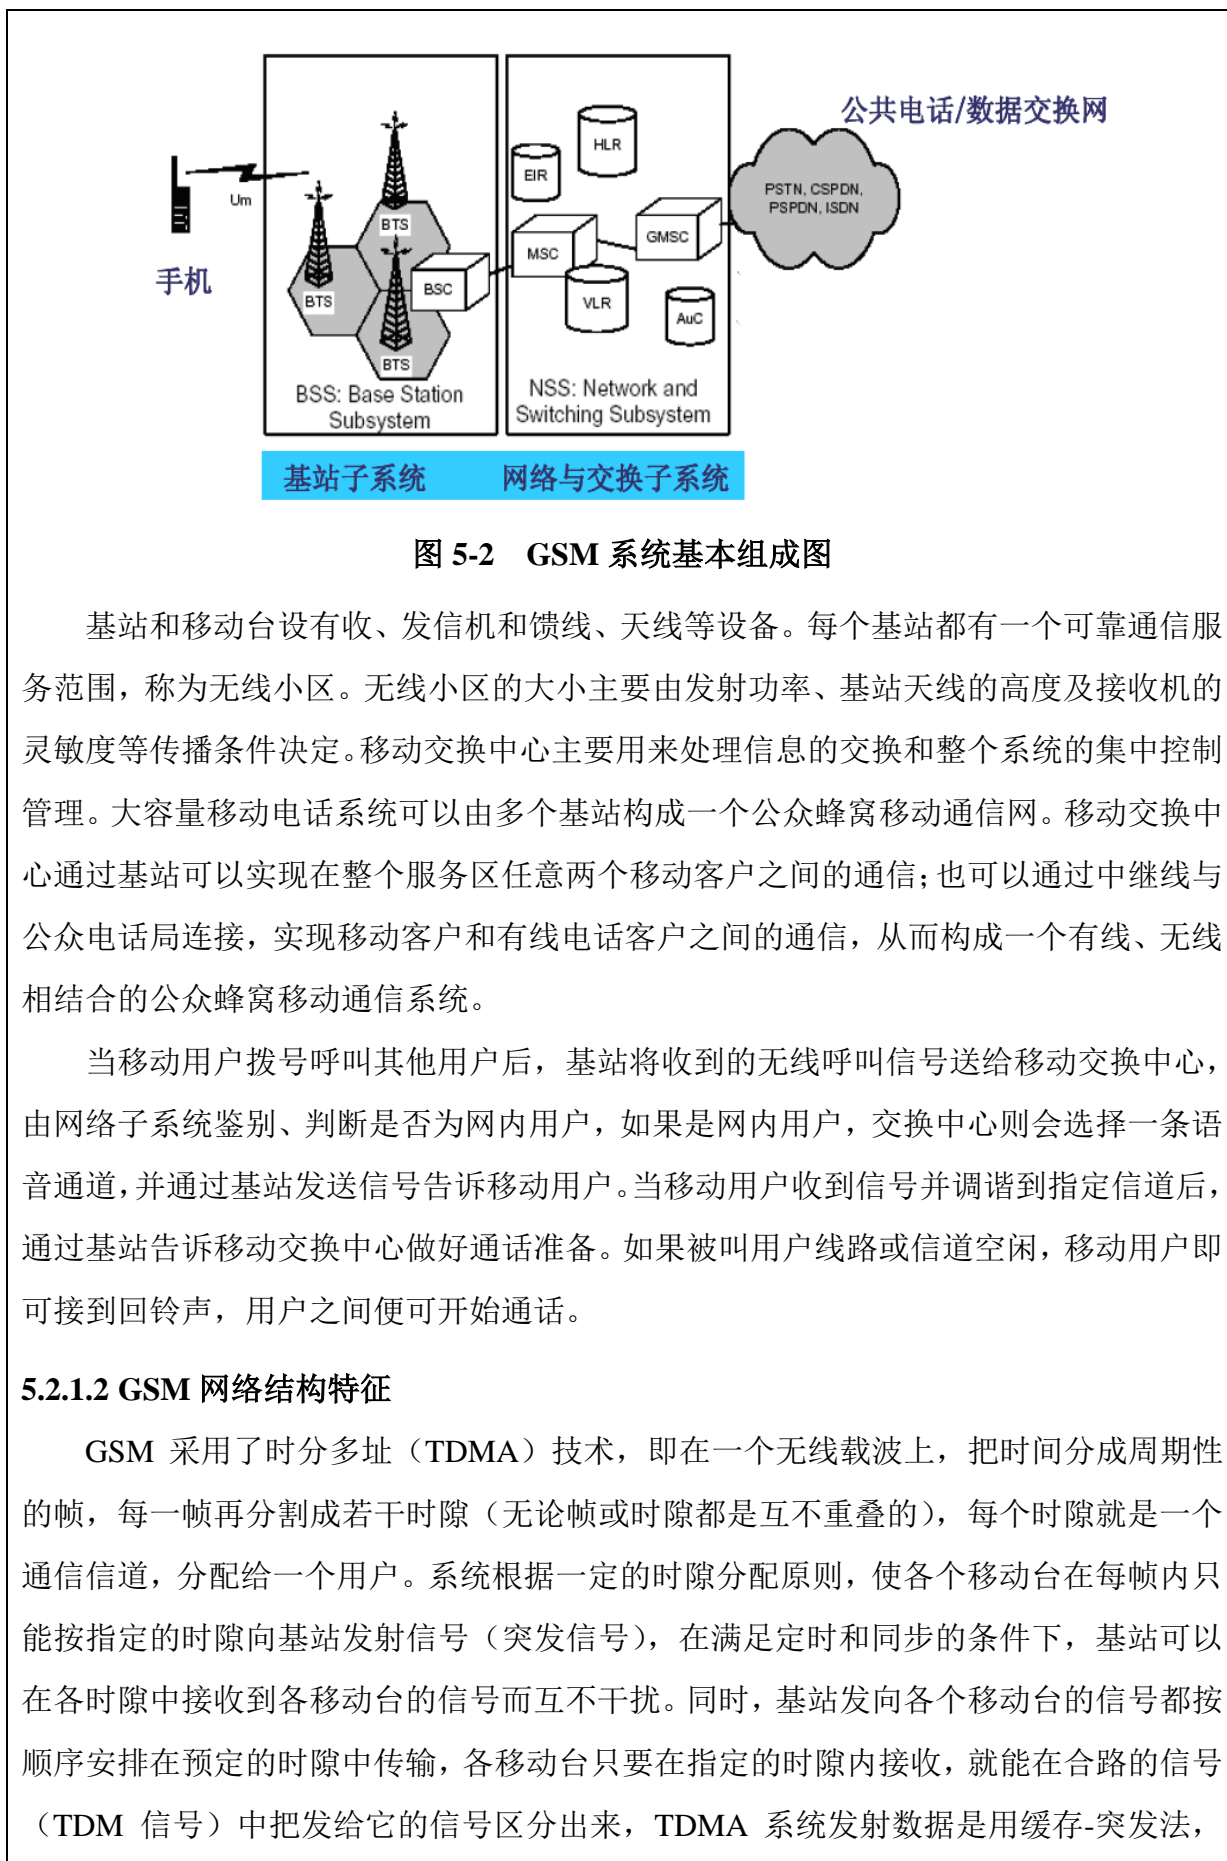 公共电话/数据交换网
HLR
EIR
PSTN, CSPDN,
PSPDN, ISDN
Um
BTS
GMSC
MSC
手机
BSC
BTS
VLR
AuC
BTS
BSS: Base Station
Subsystem
NSS: Network and
Switching Subsystem
基站子系统
网络与交换子系统
图 5-2 GSM 系统基本组成图
基站和移动台设有收、发信机和馈线、天线等设备。每个基站都有一个可靠通信服
务范围，称为无线小区。无线小区的大小主要由发射功率、基站天线的高度及接收机的
灵敏度等传播条件决定。移动交换中心主要用来处理信息的交换和整个系统的集中控制
管理。大容量移动电话系统可以由多个基站构成一个公众蜂窝移动通信网。移动交换中
心通过基站可以实现在整个服务区任意两个移动客户之间的通信；也可以通过中继线与
公众电话局连接，实现移动客户和有线电话客户之间的通信，从而构成一个有线、无线
相结合的公众蜂窝移动通信系统。
当移动用户拨号呼叫其他用户后，基站将收到的无线呼叫信号送给移动交换中心，
由网络子系统鉴别、判断是否为网内用户，如果是网内用户，交换中心则会选择一条语
音通道，并通过基站发送信号告诉移动用户。当移动用户收到信号并调谐到指定信道后，
通过基站告诉移动交换中心做好通话准备。如果被叫用户线路或信道空闲，移动用户即
可接到回铃声，用户之间便可开始通话。
5.2.1.2 GSM 网络结构特征
GSM 采用了时分多址（TDMA）技术，即在一个无线载波上，把时间分成周期性
的帧，每一帧再分割成若干时隙（无论帧或时隙都是互不重叠的），每个时隙就是一个
通信信道，分配给一个用户。系统根据一定的时隙分配原则，使各个移动台在每帧内只
能按指定的时隙向基站发射信号（突发信号），在满足定时和同步的条件下，基站可以
在各时隙中接收到各移动台的信号而互不干扰。同时，基站发向各个移动台的信号都按
顺序安排在预定的时隙中传输，各移动台只要在指定的时隙内接收，就能在合路的信号
（TDM 信号）中把发给它的信号区分出来，TDMA 系统发射数据是用缓存-突发法，